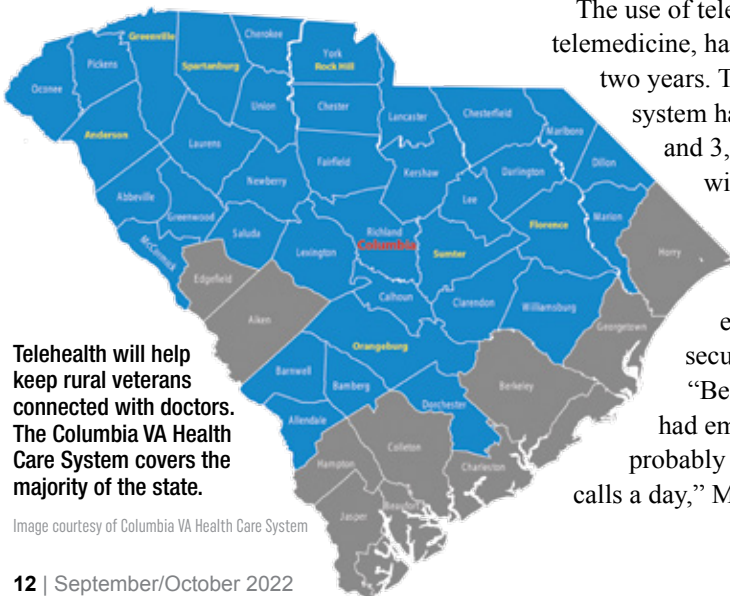 Greenville
Cherokee
York
Rock Hill
Pickens
Spartanburg
Oconee
Union
Chester
Lancaster
Chesterfield
Marlboro
Anderson
Laurens
Fairfield
Kershaw
Darlington
Dillon
Abbeville
Newberry
Lee
Marion
Greenwood
Saluda
Richland
Columbia
Florence
Horry
McCormick
Lexington
Sumter
Edgefield
Calhoun
Clarendon
Williamsburg
Georgetown
Aiken
Orangeburg
Barnwell
Bamberg
Dorchester
Berkeley
Allendale
Colleton
Hampton
Charleston
Jasper
Beaufort
The use of tele
telemedicine, ha
two years. T
system ha
and 3,
wi
e
secu
“Be
had em
probably
calls a day,” M
Telehealth will help
keep rural veterans
connected with doctors.
The Columbia VA Health
Care System covers the
majority of the state.
Image courtesy of Columbia VA Health Care System
12 | September/October 2022